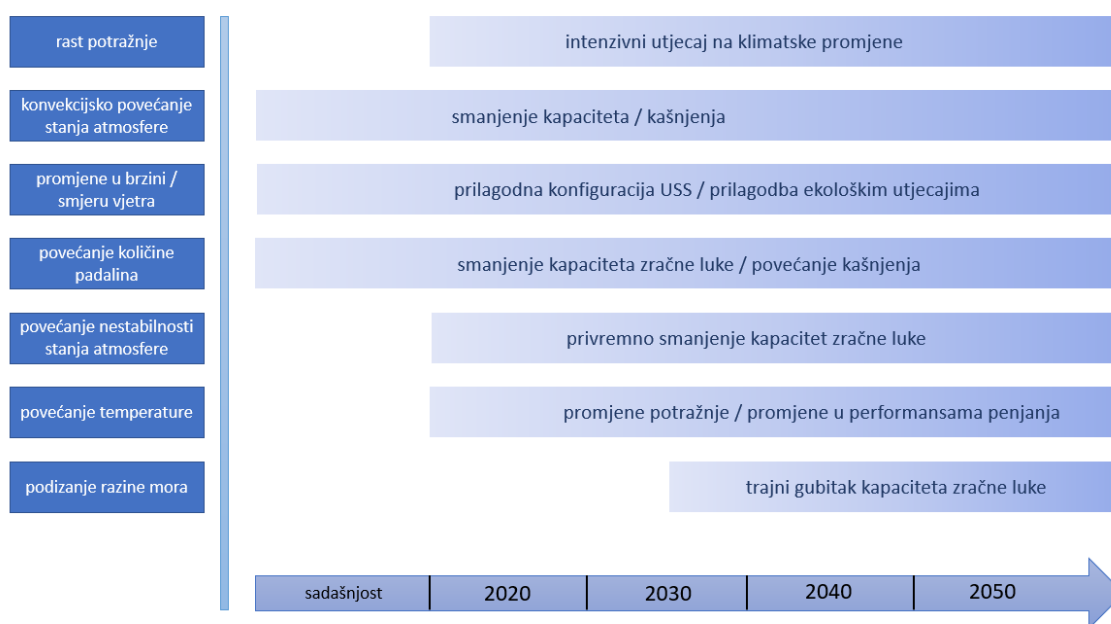 rast potražnje
intenzivni utjecaj na klimatske promjene
konvekcijsko povećanje
stanja atmosfere
smanjenje kapaciteta / kašnjenja
promjene u brzini /
smjeru vjetra
prilagodna konfiguracija USS / prilagodba ekološkim utjecajima
povećanje količine
padalina
smanjenje kapaciteta zračne luke / povećanje kašnjenja
povećanje nestabilnosti
stanja atmosfere
privremno smanjenje kapacitet zračne luke
povećanje temperature
promjene potražnje / promjene u performansama penjanja
podizanje razine mora
trajni gubitak kapaciteta zračne luke
sadašnjost 2020 2030 2040 2050